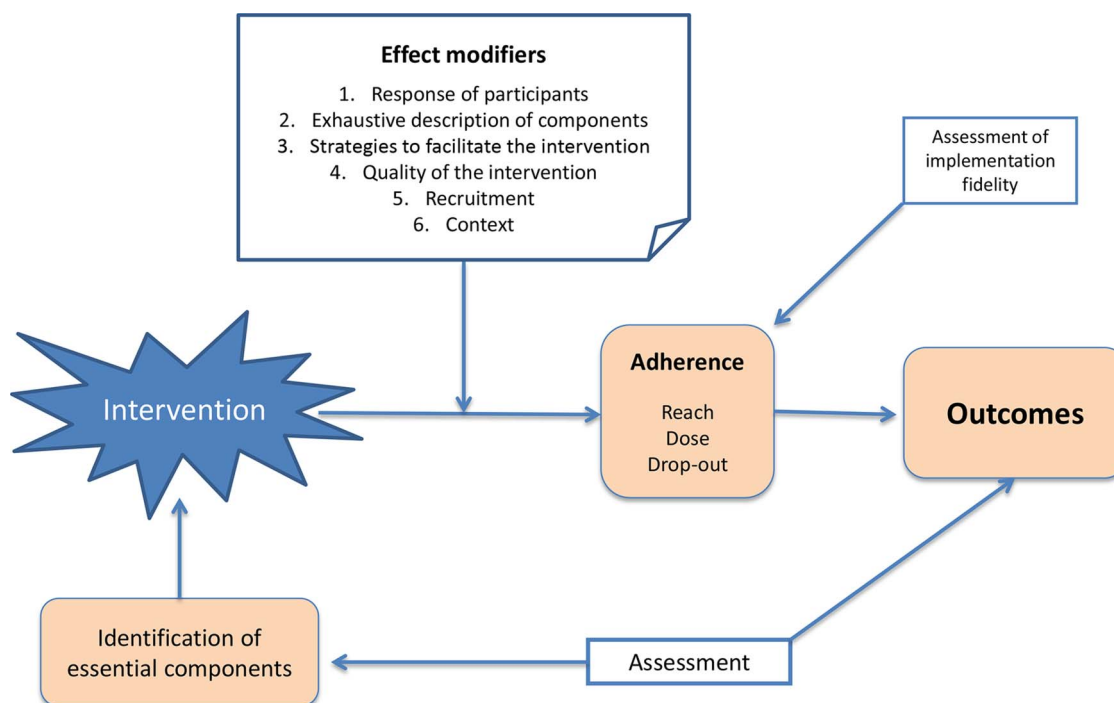 Effect modifiers
1. Response of participants
2. Exhaustive description of components
3. Strategies to facilitate the intervention
4. Quality of the intervention
5. Recruitment
6. Context
Assessment of
implementation
fidelity
Intervention
Adherence
Reach
Dose
Drop-out
Outcomes
Identification of
essential components
Assessment